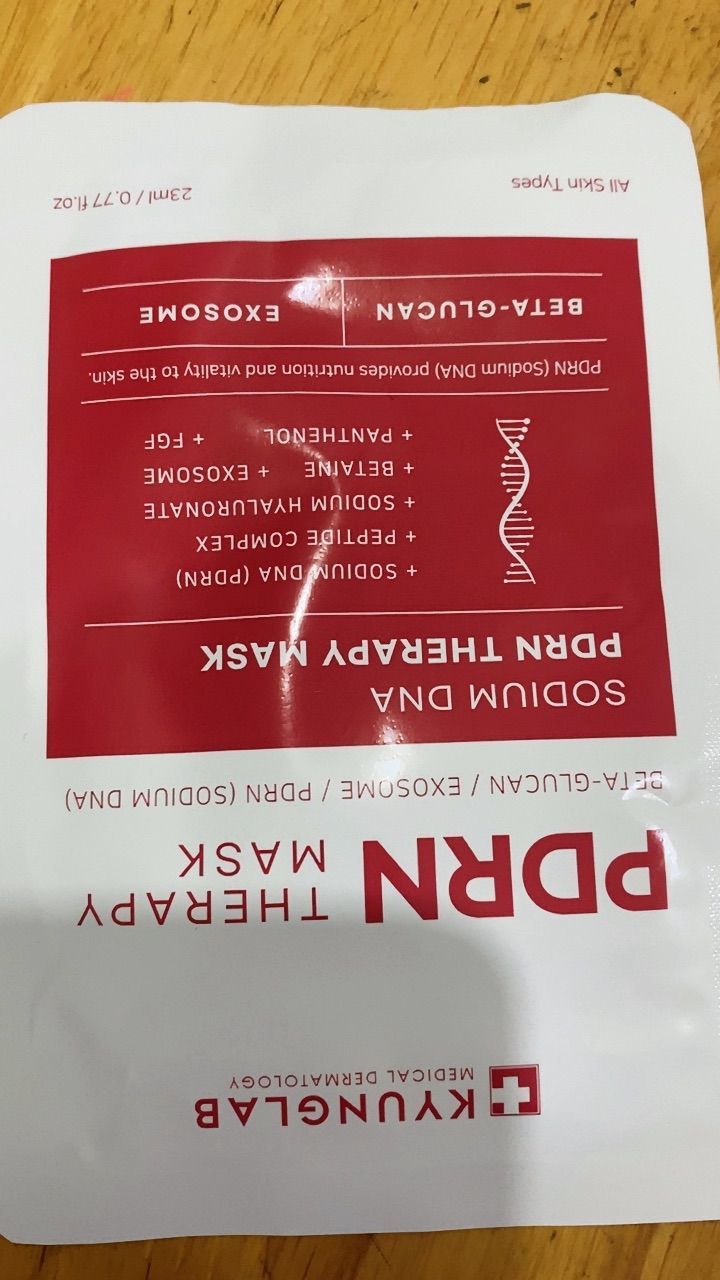 KYUNGLAB
MEDICAL DERMATOLOGY
PDRN THERAPY
MASK
BETA-GLUCAN / EXOSOME / PDRN (SODIUM DNA)
SODIUM DNA
PDRN THERAPY MASK
+ SODIUM DNA (PDRN)
+ PEPTIDE COMPLEX
+ SODIUM HYALURONATE
+ BETAINE + EXOSOME
+ PANTHENOL + FGF
PDRN (Sodium DNA) provides nutrition and vitality to the skin.
BETA-GLUCAN EXOSOME
All Skin Types 23ml / 0.77 fl.oz